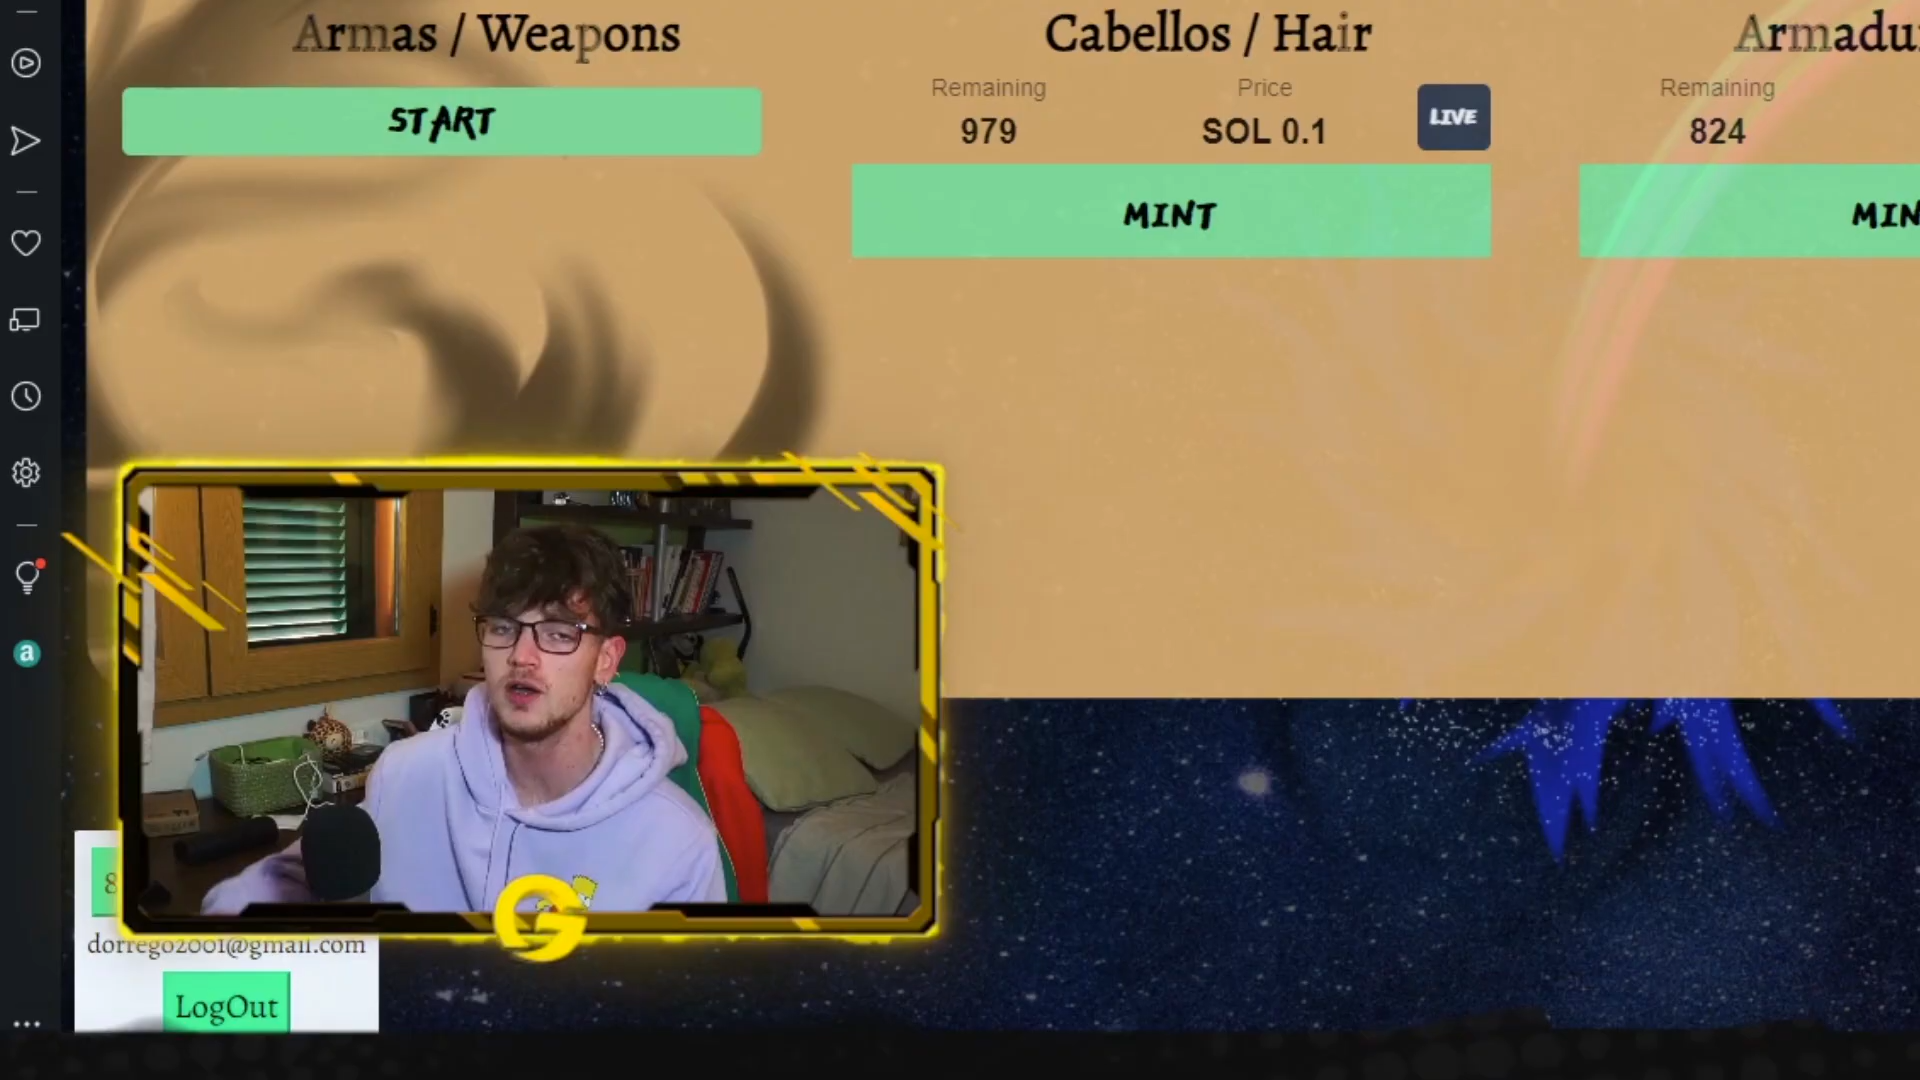 Armas / Weapons
START
Cabellos / Hair
Remaining
Price
979
SOL 0.1
LIVE
MINT
Remaining
824
dorrego2001@gmail.com
LogOut
a
8
G